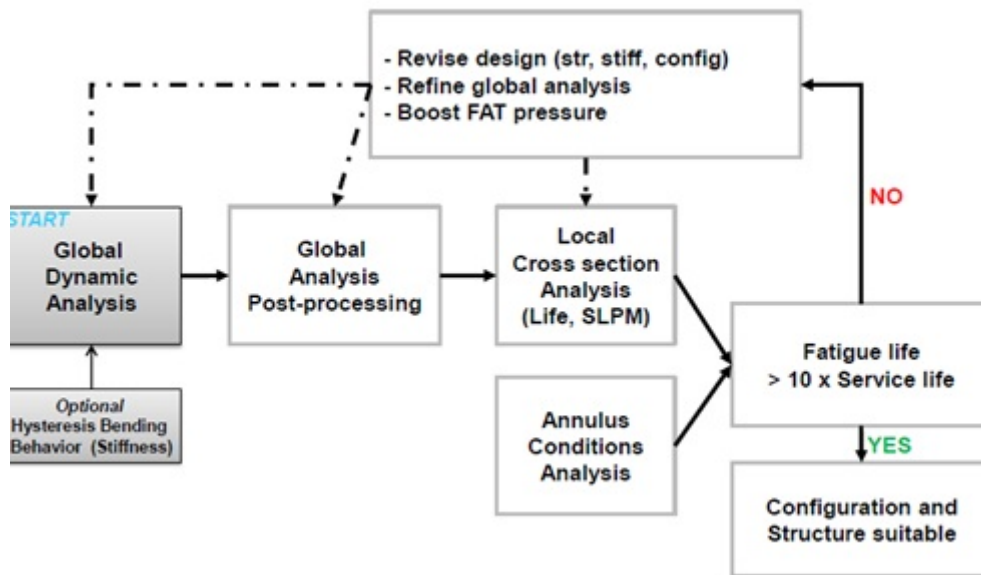 - Revise design (str, stiff, config)
- Refine global analysis
- Boost FAT pressure
NO
START
Global
Dynamic
Analysis
Global
Analysis
Post-processing
Local
Cross section
Analysis
(Life, SLPM)
Fatigue life
> 10 x Service life
Optional
Hysteresis Bending
Behavior (Stiffness)
Annulus
Conditions
Analysis
YES
Configuration and
Structure suitable